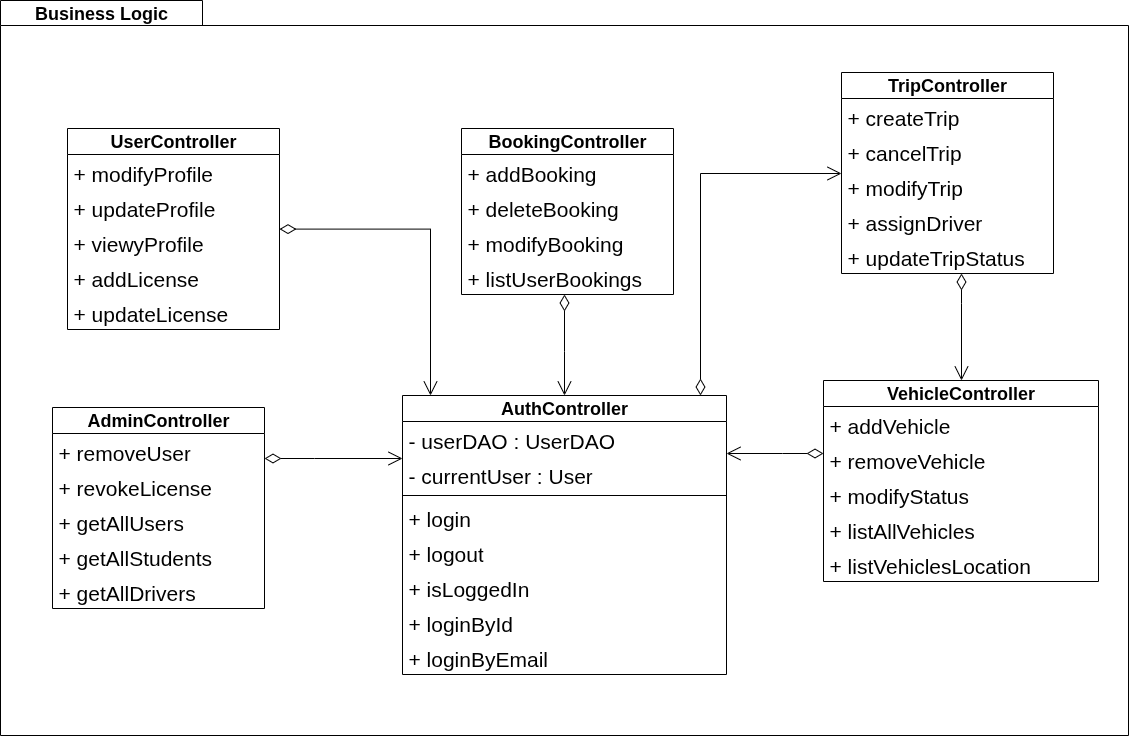 Business Logic
UserController
+ modifyProfile
+ updateProfile
+ viewyProfile
+ addLicense
+ updateLicense
BookingController
+ addBooking
+ deleteBooking
+ modifyBooking
+ listUserBookings
TripController
+ createTrip
+ cancelTrip
+ modifyTrip
+ assignDriver
+ updateTripStatus
AdminController
+ removeUser
+ revokeLicense
+ getAllUsers
+ getAllStudents
+ getAllDrivers
AuthController
- userDAO : UserDAO
- currentUser : User
+ login
+ logout
+ isLoggedIn
+ loginById
+ loginByEmail
VehicleController
+ addVehicle
+ removeVehicle
+ modifyStatus
+ listAllVehicles
+ listVehiclesLocation